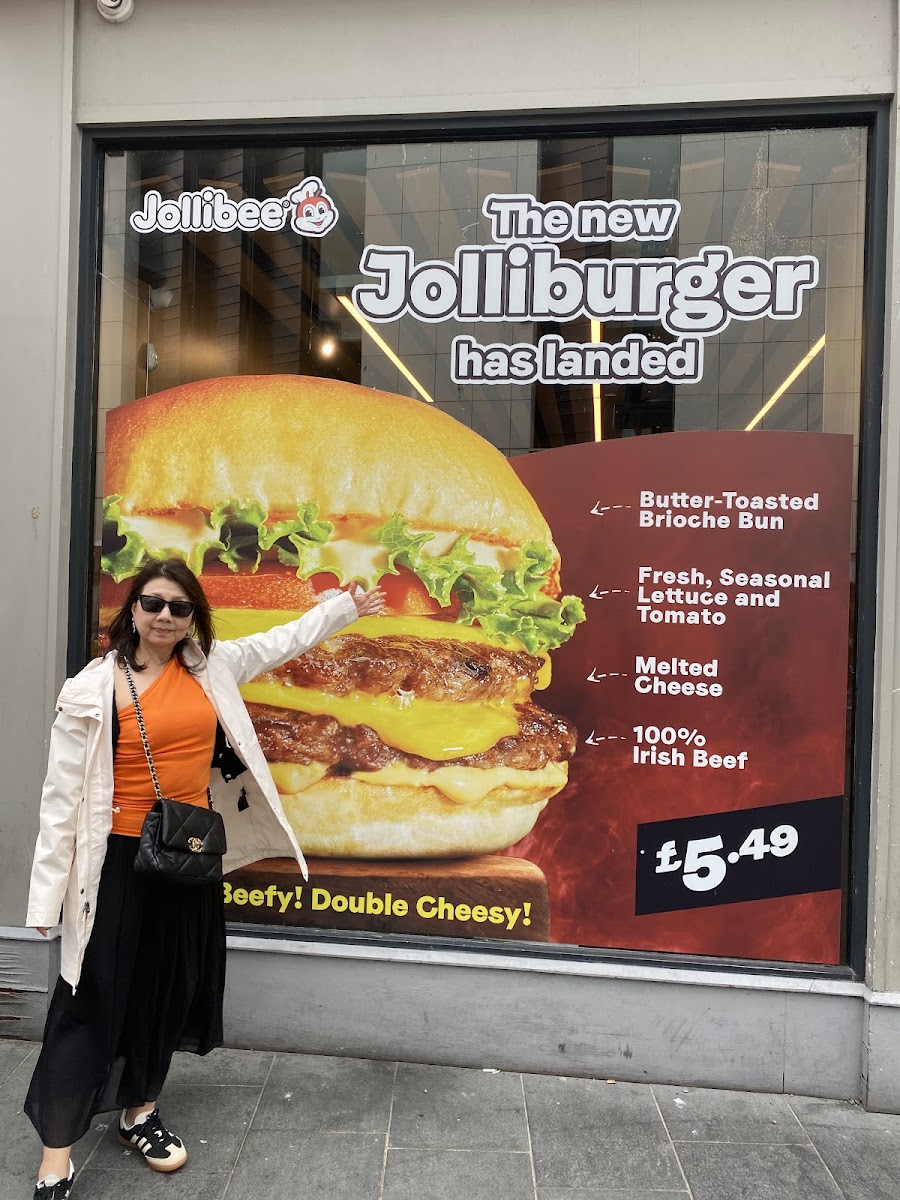 Jollibee
The new
Jolliburger
has landed
Butter-Toasted
Brioche Bun
Fresh, Seasonal
Lettuce and
Tomato
Melted
Cheese
100%
Irish Beef
£5.49
Beefy! Double Cheesy!